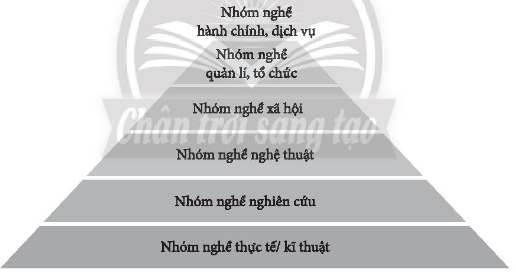 Nhóm nghề
hành chính, dịch vụ
Nhóm nghề
quản lí, tổ chức
Nhóm nghề xã hội
Chân trời sáng tạo
Nhóm nghề nghệ thuật
Nhóm nghề nghiên cứu
Nhóm nghề thực tế/ kĩ thuật